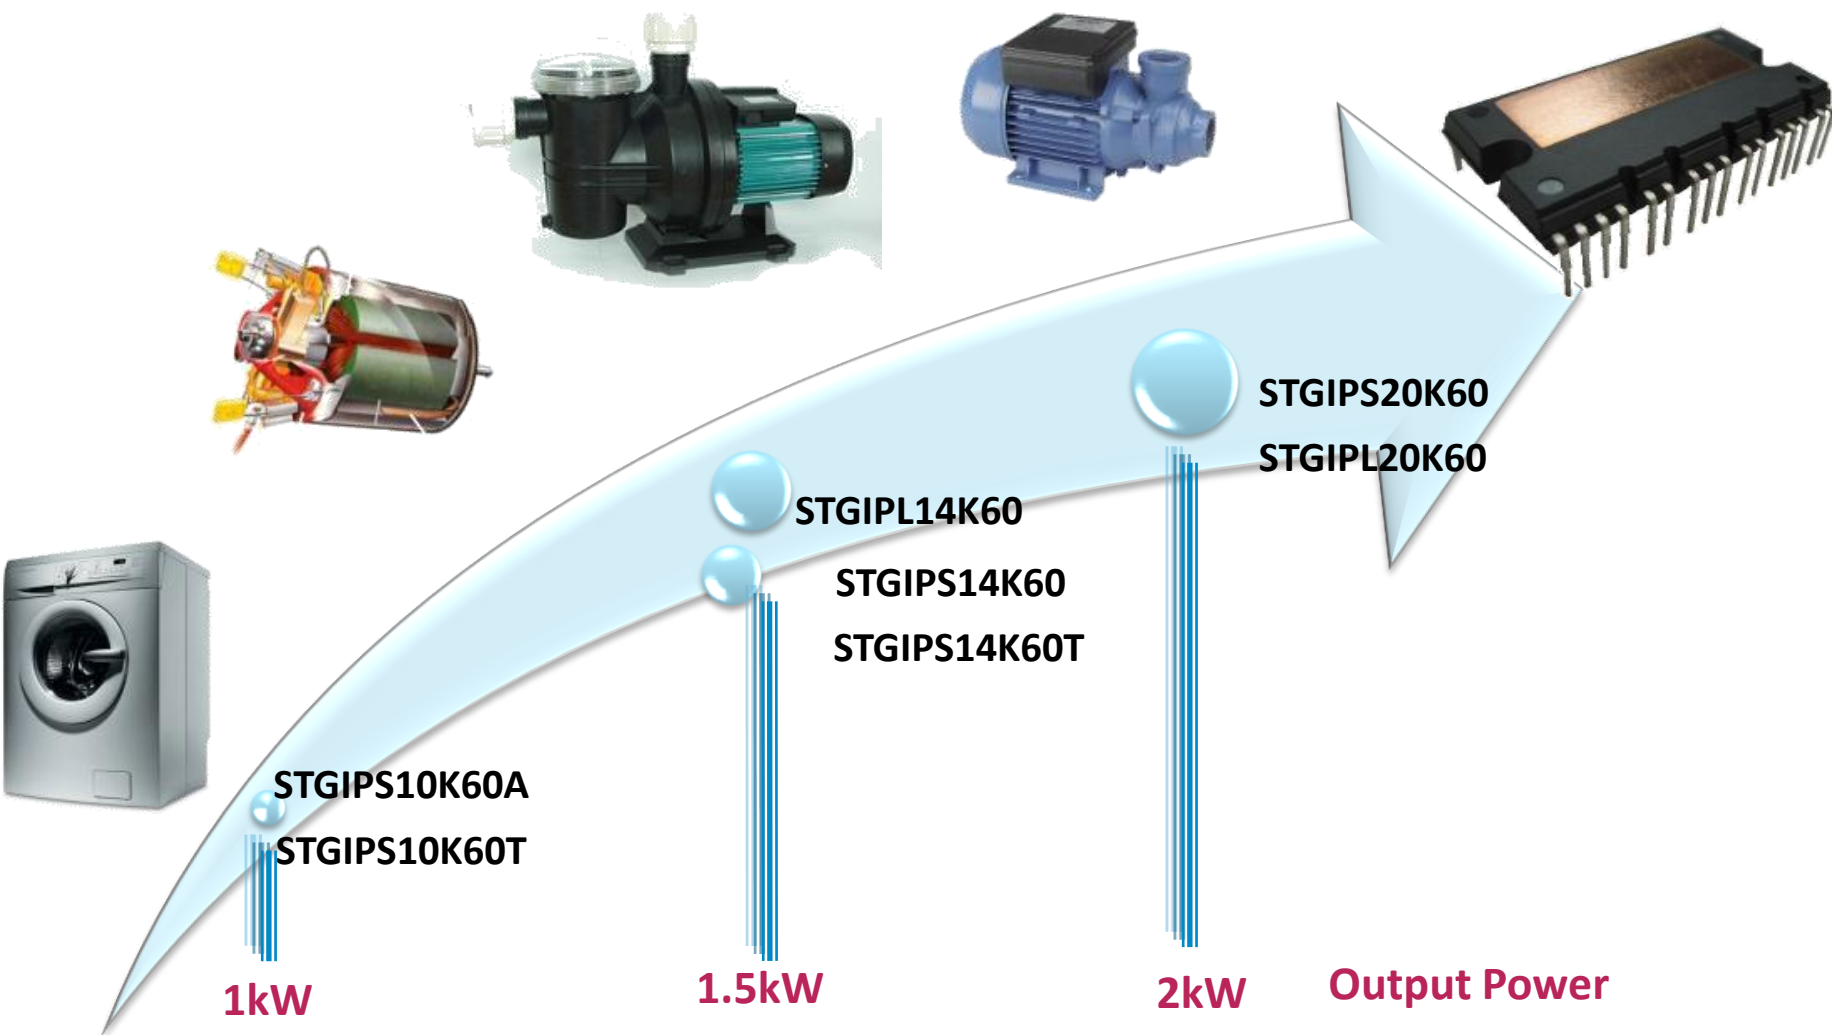 STGIPS20K60
STGIPL20K60
STGIPL14K60
STGIPS14K60
STGIPS14K60T
STGIPS10K60A
STGIPS10K60T
1kW
1.5kW
2kW
Output Power